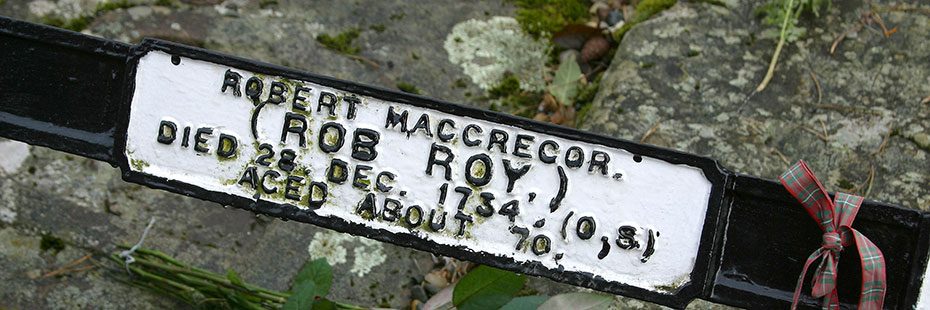 ROBERT MACGREGOR.
( ROB ROY.)
DIED 28 DEC. 1734. (O,S.)
AGED ABOUT 70.